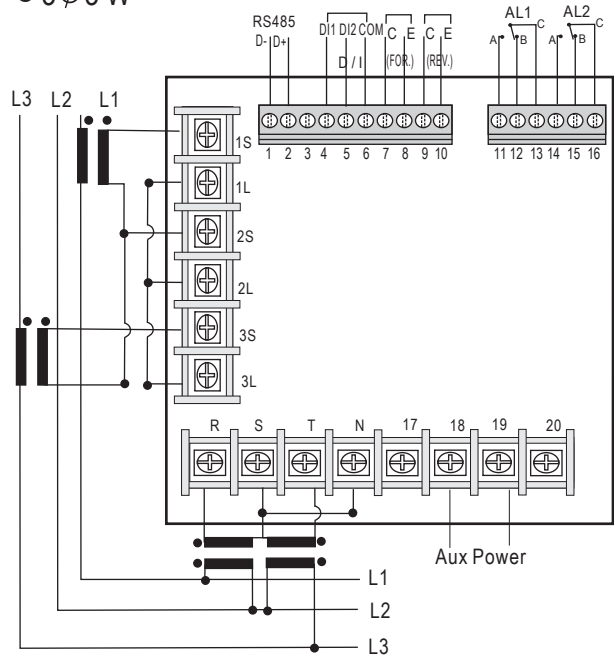 3φ3W
RS485
D- D+
DI1 DI2 COM C E C E
D / I (FOR.) (REV.)
AL1 AL2
A B C A B C
L3 L2 L1
1 2 3 4 5 6 7 8 9 10
11 12 13 14 15 16
1S
1L
2S
2L
3S
3L
R S T N 17 18 19 20
Aux Power
L1
L2
L3